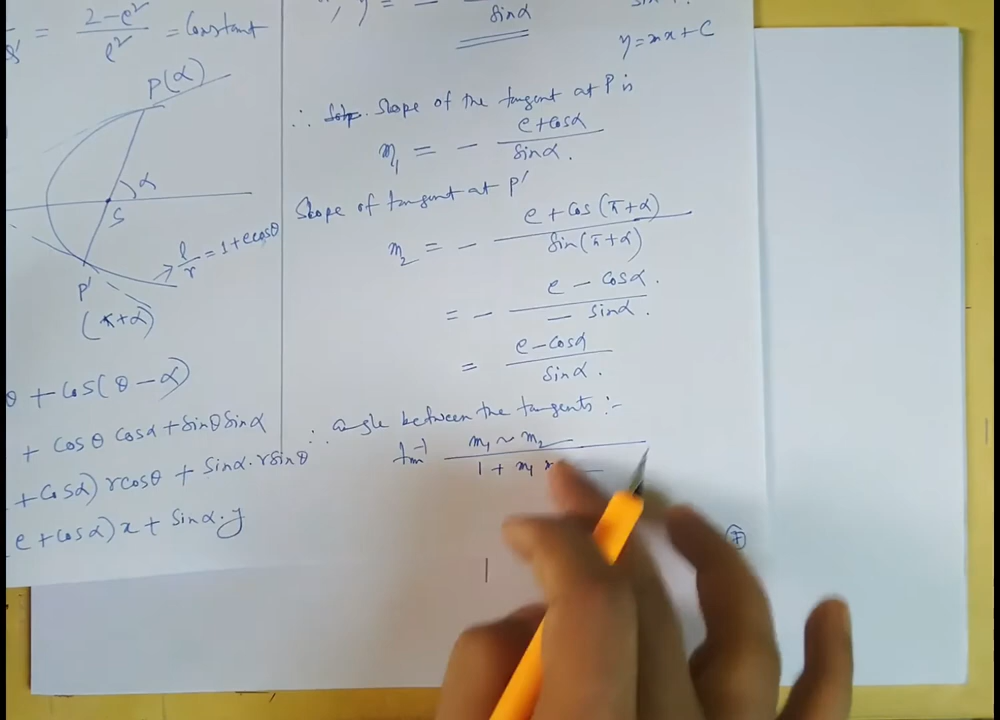 = 2-e² / e² = Constant
P(α)
α
S
l/r = 1+ecosθ
P'
(π+α)
θ + Cos(θ-α)
+ Cosθ Cosα + Sinθ Sinα
+ Cosα) rcosθ + Sinα. rSinθ
e + Cosα) x + Sinα. y
Sinα
y = mx + C
∴ Slope of the tangent at P is
m₁ = - e+Cosα / Sinα.
Slope of tangent at P'
m₂ = - e + Cos(π+α) / Sin(π+α)
= - e - Cosα. / - Sinα.
= e-Cosα / Sinα.
∴ angle between the tangents :-
tan⁻¹ m₁ ~ m₂ / 1 + m₁
7